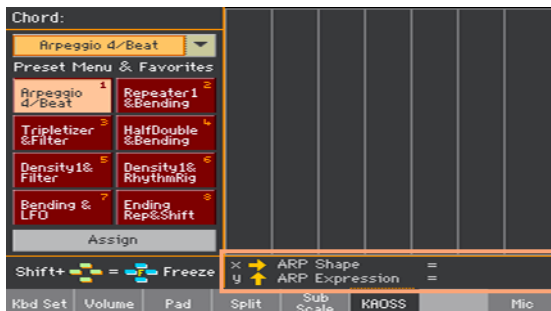 Chord:
Arpeggio 4/Beat
Preset Menu & Favorites
Arpeggio 4/Beat 1
Repeater1 &Bending 2
Tripletizer &Filter 3
HalfDouble &Bending 4
Density1& Filter 5
Density1& RhythmRig 6
Bending & LFO 7
Ending Rep&Shift 8
Assign
Shift+ = F Freeze
x ARP Shape =
y ARP Expression =
Kbd Set Volume Pad Split Sub Scale KAOSS Mic